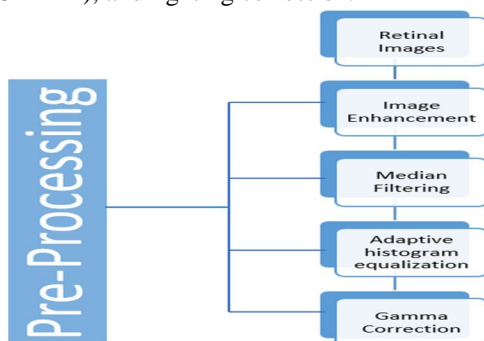 Pre-Processing
Retinal
Images
Image
Enhancement
Median
Filtering
Adaptive
histogram
equalization
Gamma
Correction